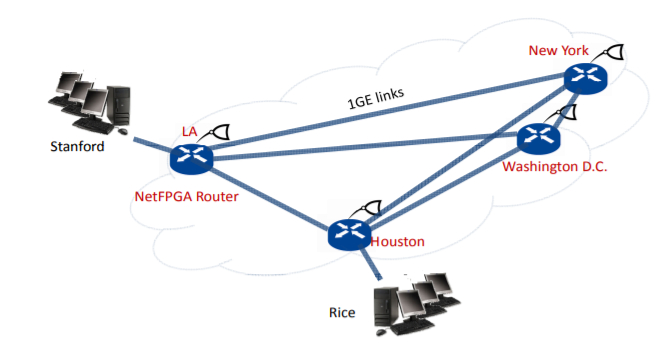 New York
1GE links
Stanford
LA
Washington D.C.
NetFPGA Router
Houston
Rice